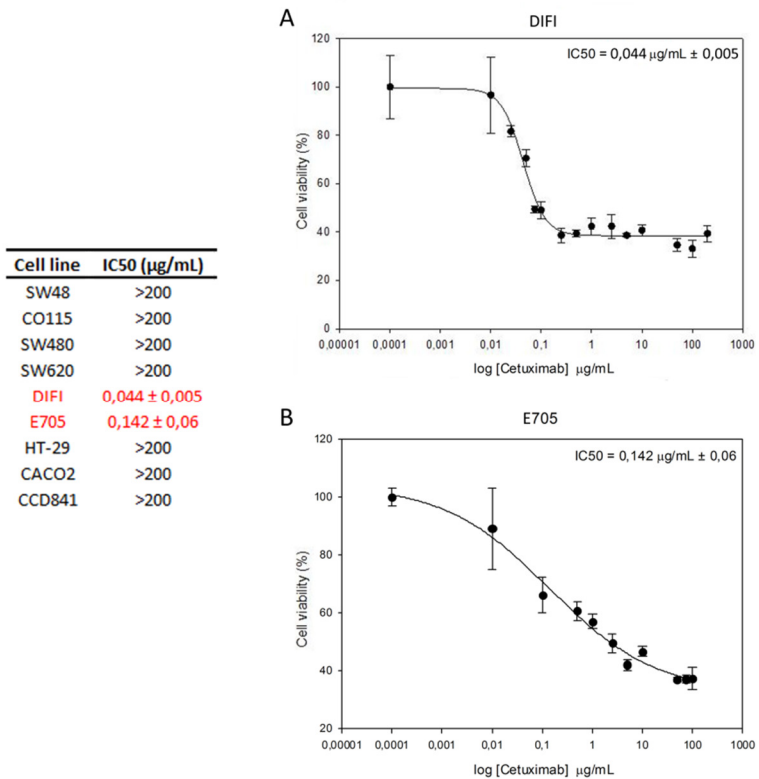 Cell line IC50 (µg/mL)
SW48 >200
CO115 >200
SW480 >200
SW620 >200
DIFI 0,044 ± 0,005
E705 0,142 ± 0,06
HT-29 >200
CACO2 >200
CCD841 >200
A
DIFI
IC50 = 0,044 µg/mL ± 0,005
Cell viability (%)
120
100
80
60
40
20
0
0,00001 0,0001 0,001 0,01 0,1 1 10 100 1000
log [Cetuximab] µg/mL
B
E705
IC50 = 0,142 µg/mL ± 0,06
Cell viability (%)
120
100
80
60
40
20
0,00001 0,0001 0,001 0,01 0,1 1 10 100 1000
log [Cetuximab] µg/mL